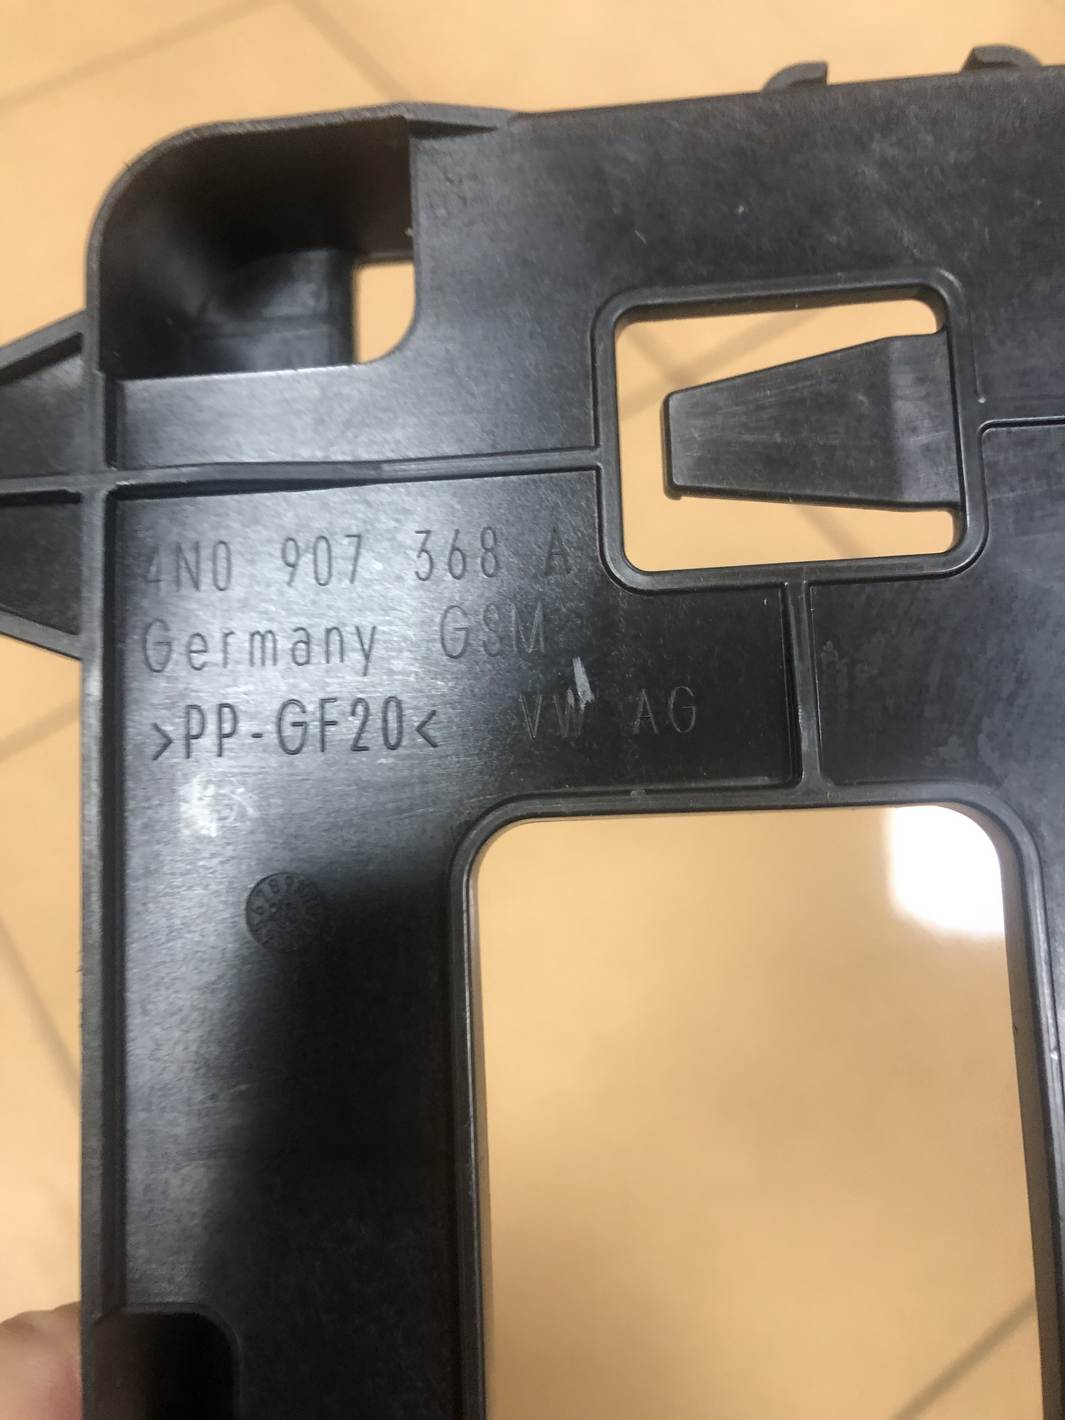 4N0 907 368 A
Germany GSM
>PP-GF20< VW AG